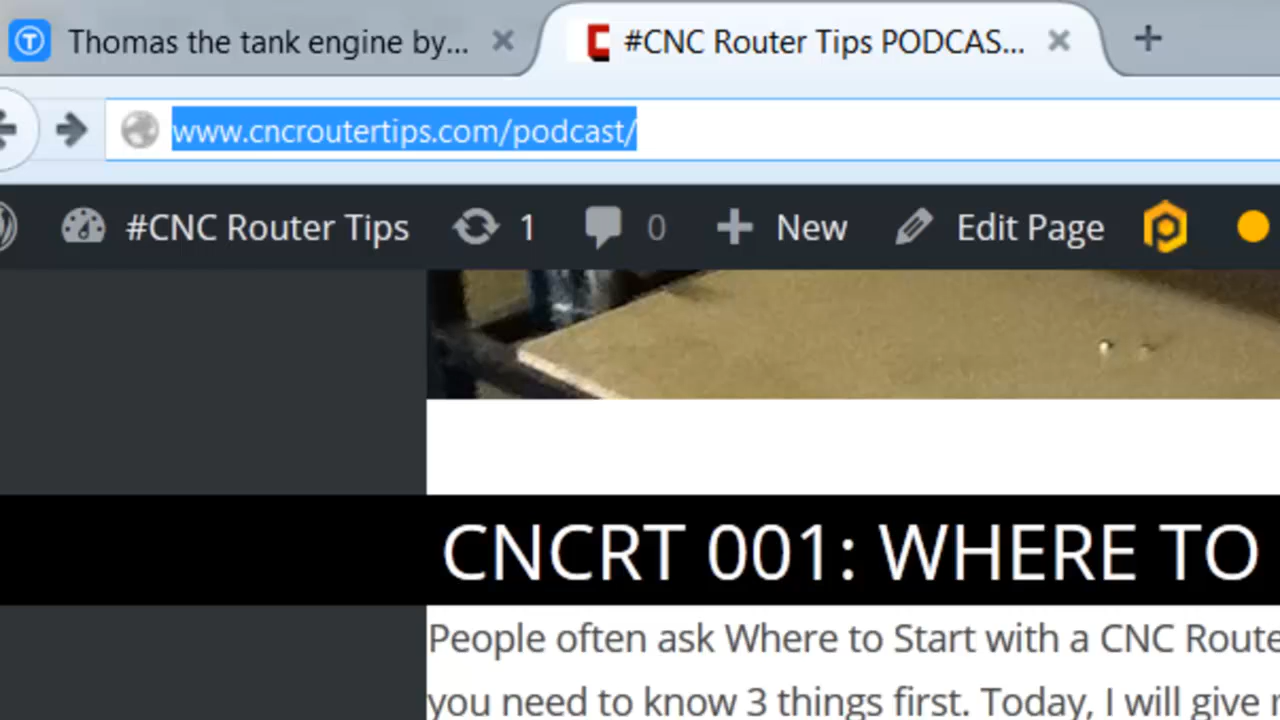 Thomas the tank engine by...
#CNC Router Tips PODCAS...
www.cncroutertips.com/podcast/
#CNC Router Tips 1 0 New Edit Page
CNCRT 001: WHERE TO
People often ask Where to Start with a CNC Route
you need to know 3 things first. Today, I will give